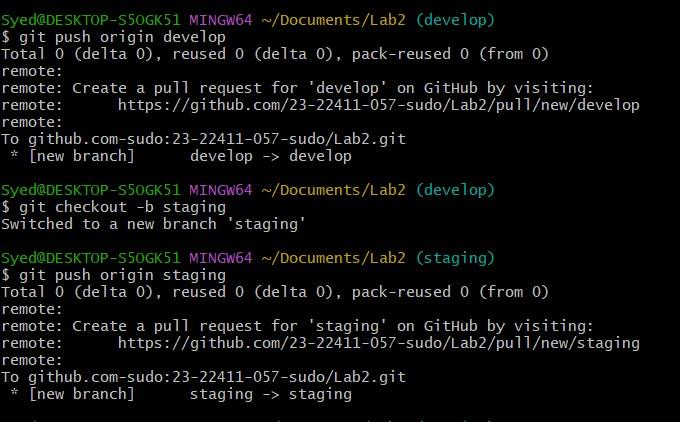 Syed@DESKTOP-S5OGK51 MINGW64 ~/Documents/Lab2 (develop)
$ git push origin develop
Total 0 (delta 0), reused 0 (delta 0), pack-reused 0 (from 0)
remote:
remote: Create a pull request for 'develop' on GitHub by visiting:
remote:      https://github.com/23-22411-057-sudo/Lab2/pull/new/develop
remote:
To github.com-sudo:23-22411-057-sudo/Lab2.git
 * [new branch]      develop -> develop

Syed@DESKTOP-S5OGK51 MINGW64 ~/Documents/Lab2 (develop)
$ git checkout -b staging
Switched to a new branch 'staging'

Syed@DESKTOP-S5OGK51 MINGW64 ~/Documents/Lab2 (staging)
$ git push origin staging
Total 0 (delta 0), reused 0 (delta 0), pack-reused 0 (from 0)
remote:
remote: Create a pull request for 'staging' on GitHub by visiting:
remote:      https://github.com/23-22411-057-sudo/Lab2/pull/new/staging
remote:
To github.com-sudo:23-22411-057-sudo/Lab2.git
 * [new branch]      staging -> staging